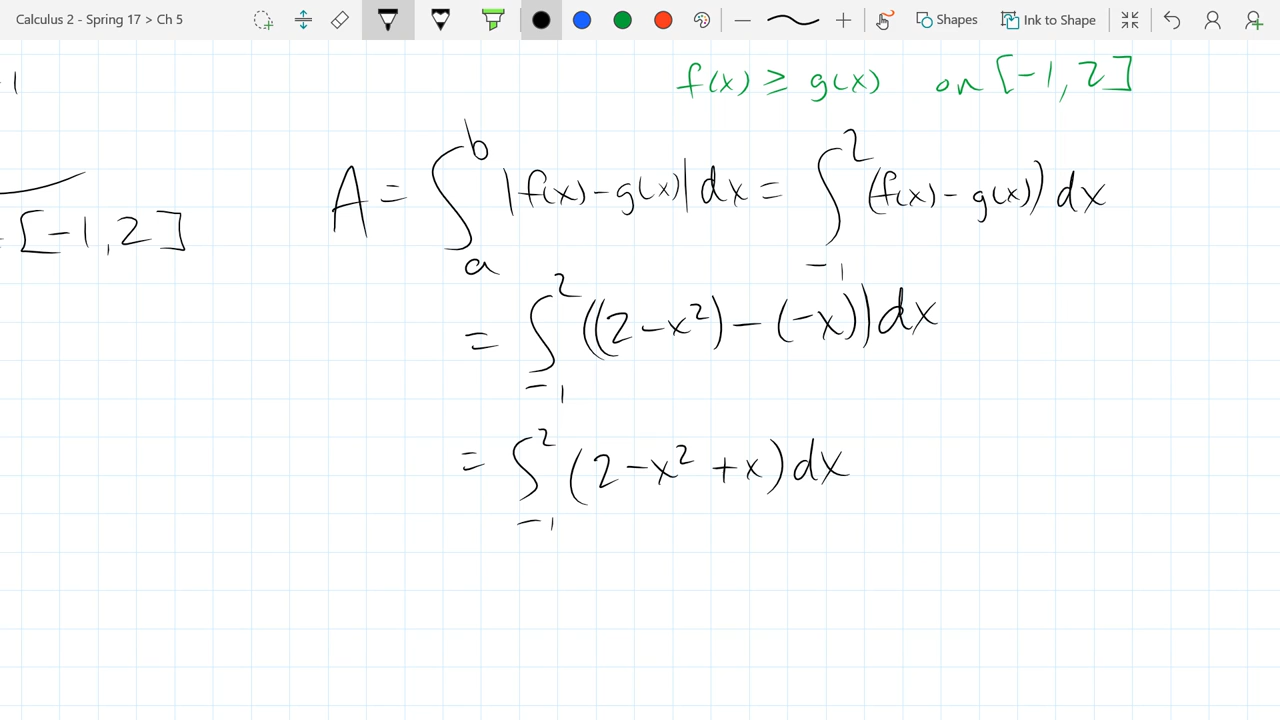 Calculus 2 - Spring 17 > Ch 5
Shapes
Ink to Shape
1
f(x) ≥ g(x) on [-1, 2]
A = ∫_a^b |f(x) - g(x)| dx = ∫_{-1}^2 (f(x) - g(x)) dx
[-1, 2]
= ∫_{-1}^2 ((2 - x²) - (-x)) dx
= ∫_{-1}^2 (2 - x² + x) dx